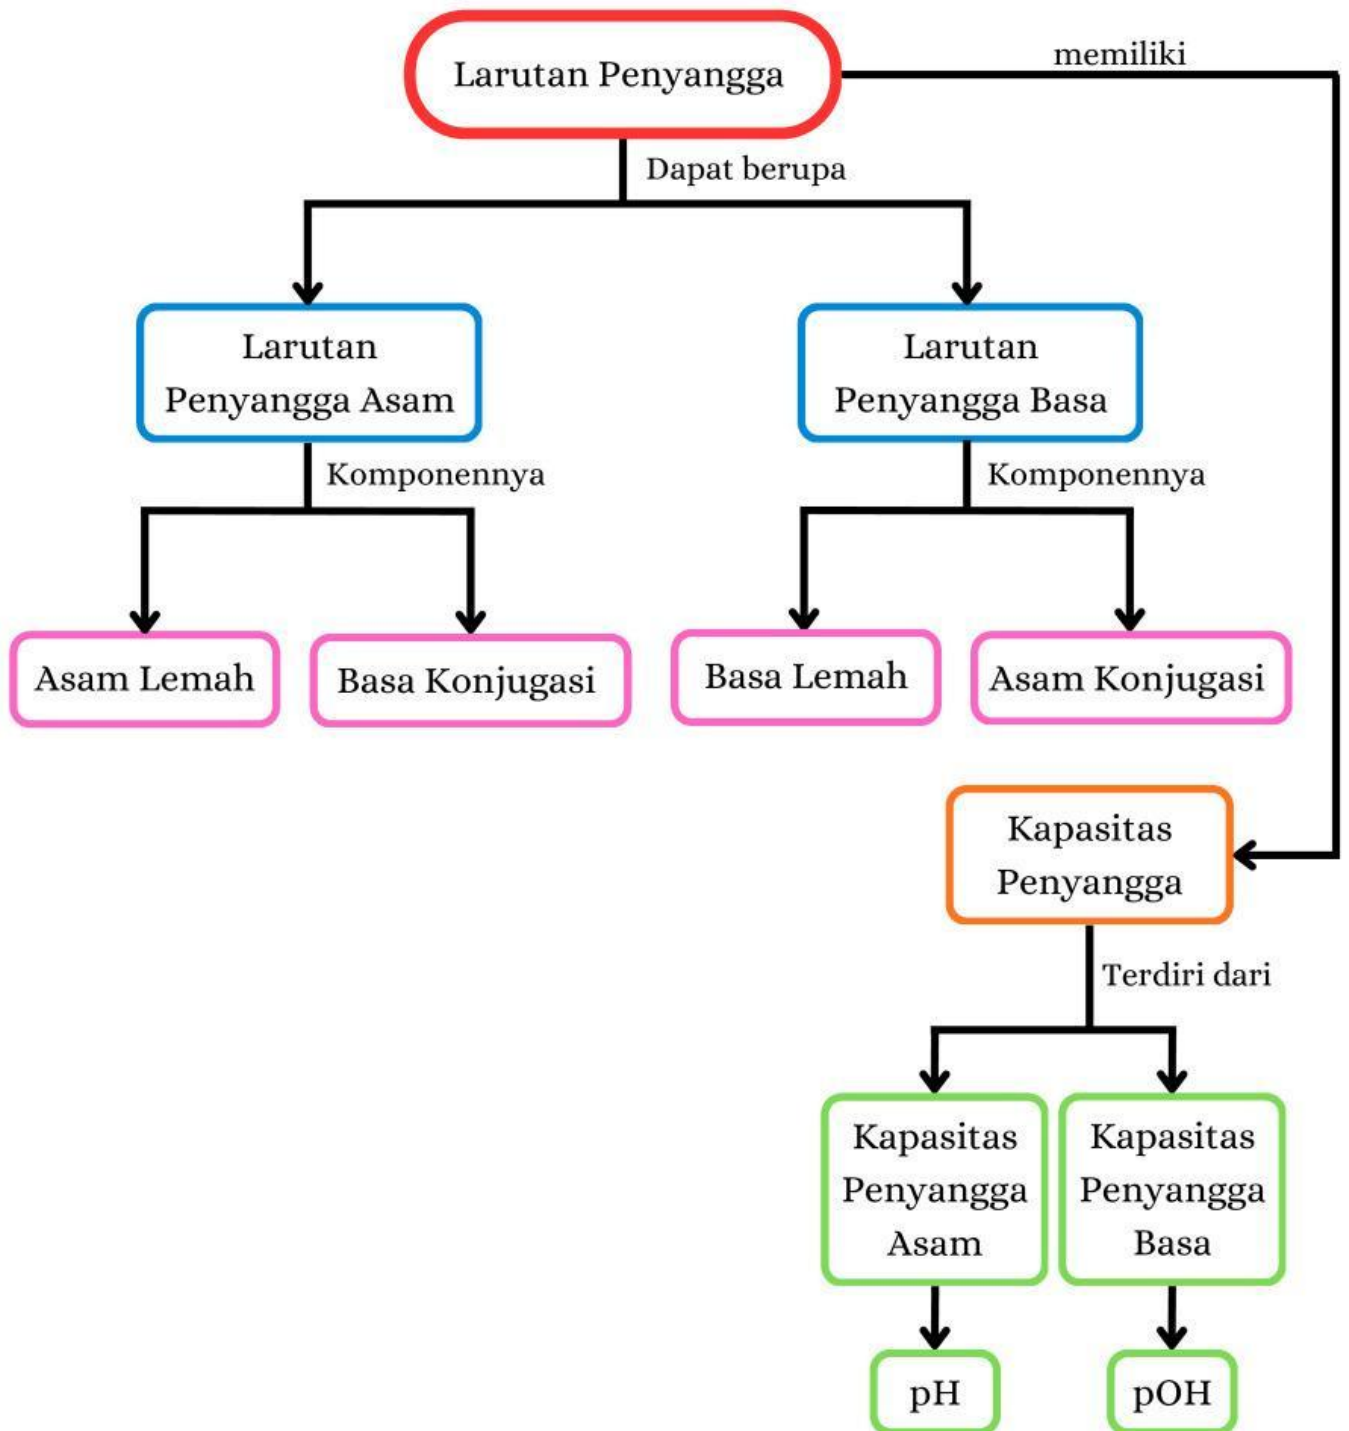 Larutan Penyangga
memiliki
Dapat berupa
Larutan
Penyangga Asam
Larutan
Penyangga Basa
Komponennya
Komponennya
Asam Lemah
Basa Konjugasi
Basa Lemah
Asam Konjugasi
Kapasitas
Penyangga
Terdiri dari
Kapasitas
Penyangga
Asam
Kapasitas
Penyangga
Basa
pH
pOH